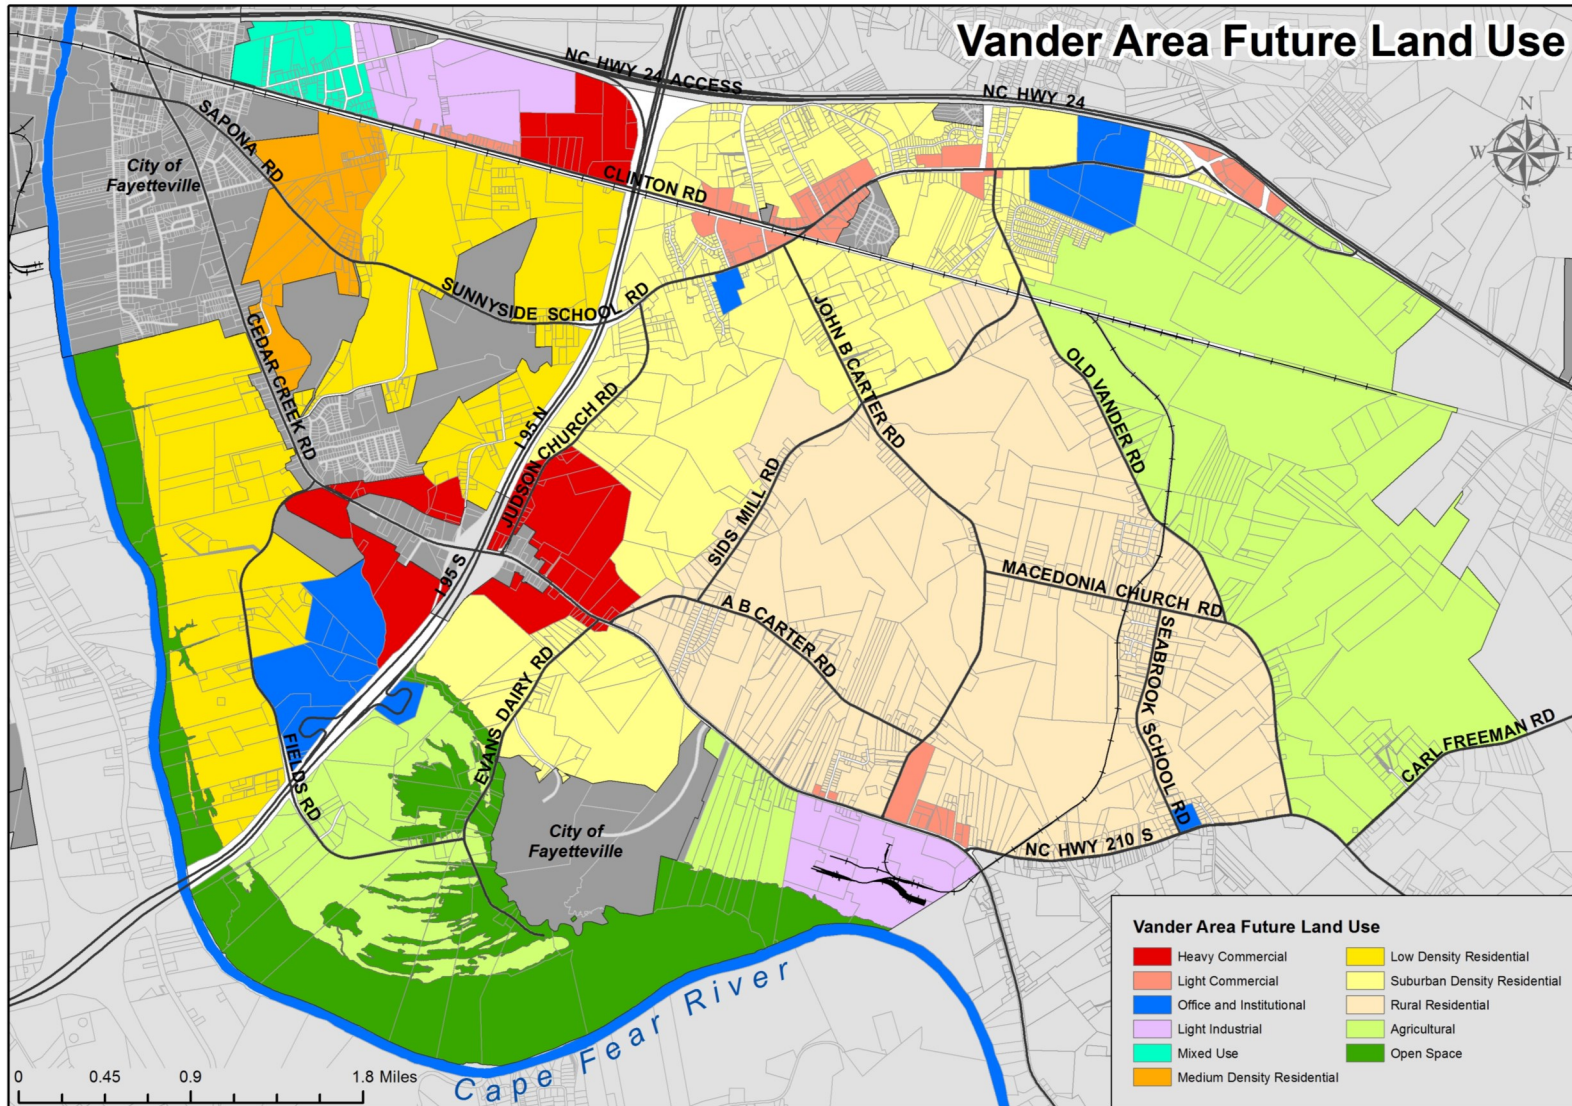 Vander Area Future Land Use
NC HWY 24 ACCESS
NC HWY 24
N
W
E
S
SAPONA RD
City of
Fayetteville
CLINTON RD
SUNNYSIDE SCHOOL RD
CEDAR CREEK RD
JOHN B CARTER RD
OLD VANDER RD
I 95 N
JUDSON CHURCH RD
SIDS MILL RD
I 95 S
MACEDONIA CHURCH RD
A B CARTER RD
SEABROOK SCHOOL RD
EVANS DAIRY RD
FIELDS RD
CARL FREEMAN RD
City of
Fayetteville
NC HWY 210 S
Cape Fear River
Vander Area Future Land Use
Heavy Commercial
Light Commercial
Office and Institutional
Light Industrial
Mixed Use
Medium Density Residential
Low Density Residential
Suburban Density Residential
Rural Residential
Agricultural
Open Space
0 0.45 0.9 1.8 Miles